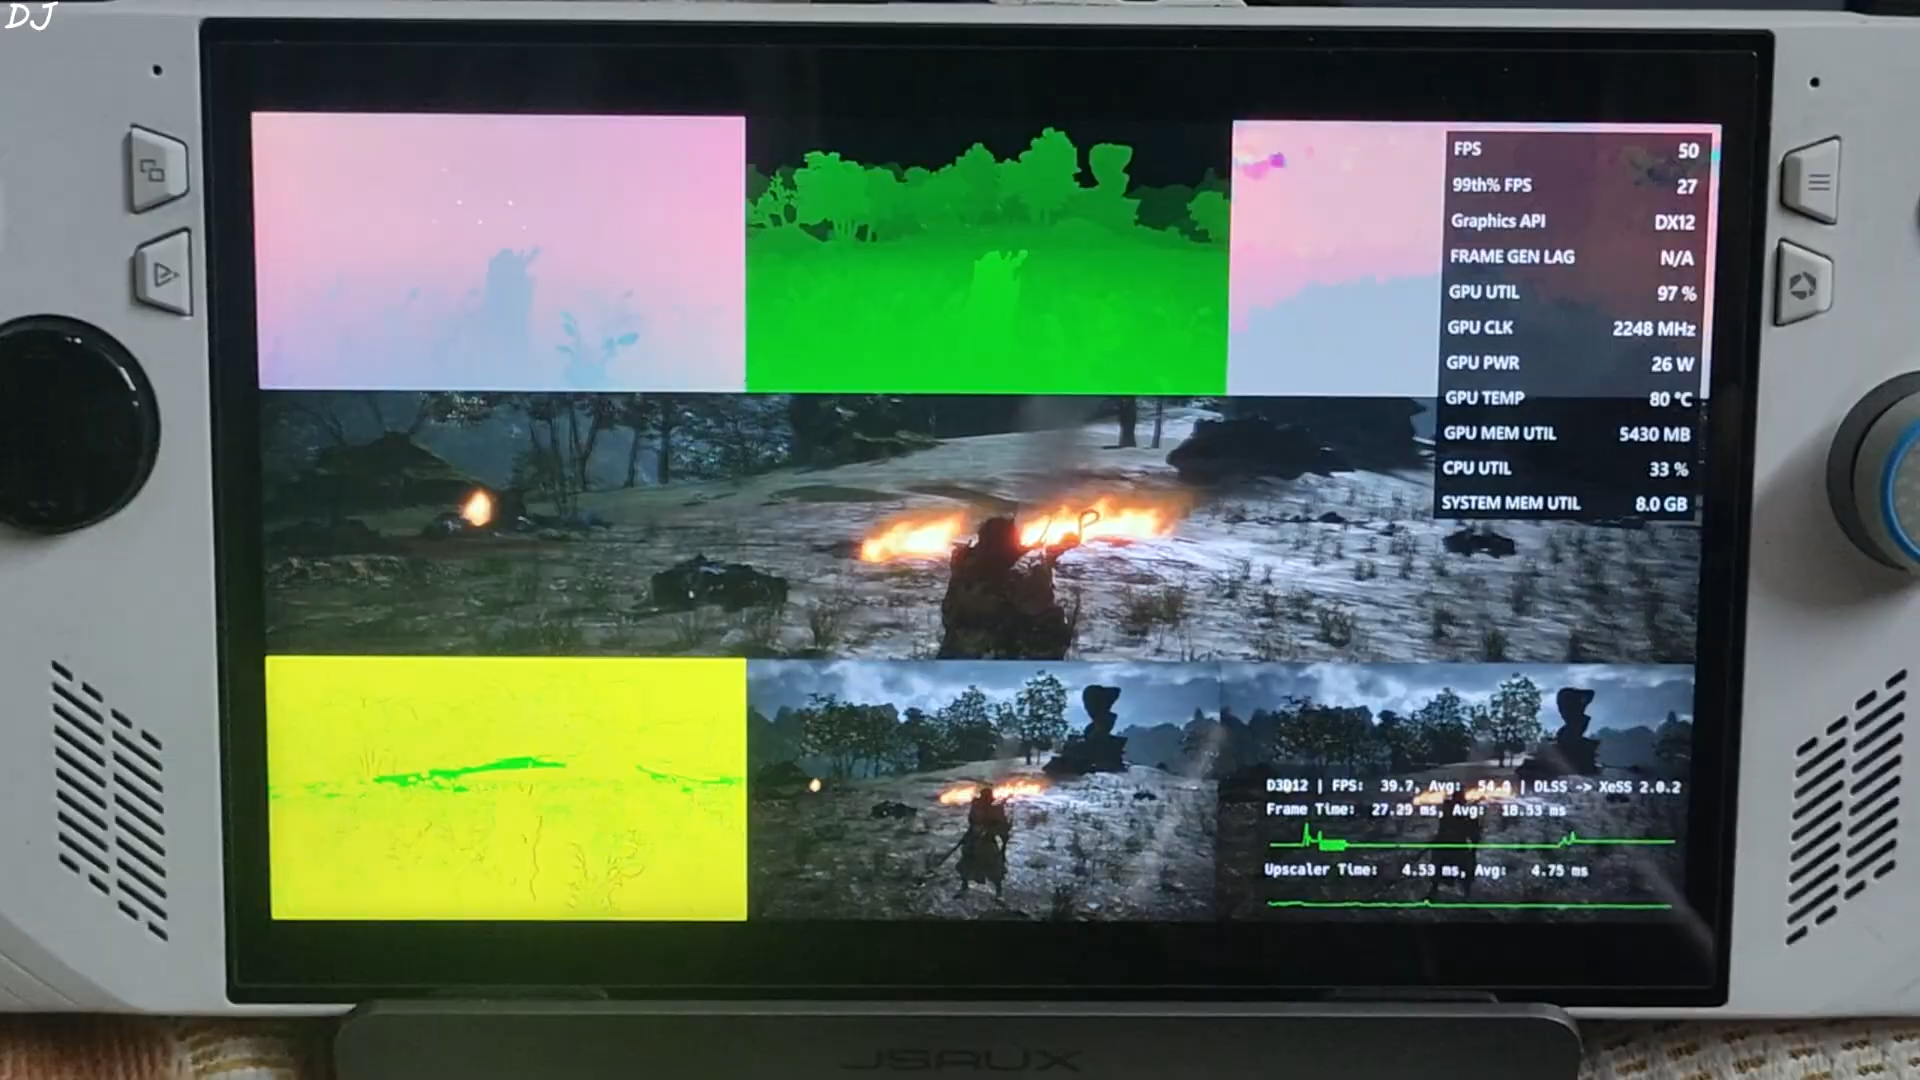 DJ
FPS 50
99th% FPS 27
Graphics API DX12
FRAME GEN LAG N/A
GPU UTIL 97 %
GPU CLK 2248 MHz
GPU PWR 26 W
GPU TEMP 80 °C
GPU MEM UTIL 5430 MB
CPU UTIL 33 %
SYSTEM MEM UTIL 8.0 GB
D3D12 | FPS: 39.7, Avg: 54.0 | DLSS -> XeSS 2.0.2
Frame Time: 27.29 ms, Avg: 18.53 ms
Upscaler Time: 4.53 ms, Avg: 4.75 ms
JSAUX